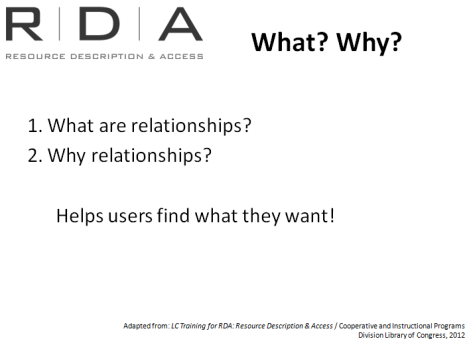 R|D|A
RESOURCE DESCRIPTION & ACCESS
What? Why?
1. What are relationships?
2. Why relationships?
Helps users find what they want!
Adapted from: LC Training for RDA: Resource Description & Access / Cooperative and Instructional Programs
Division Library of Congress, 2012